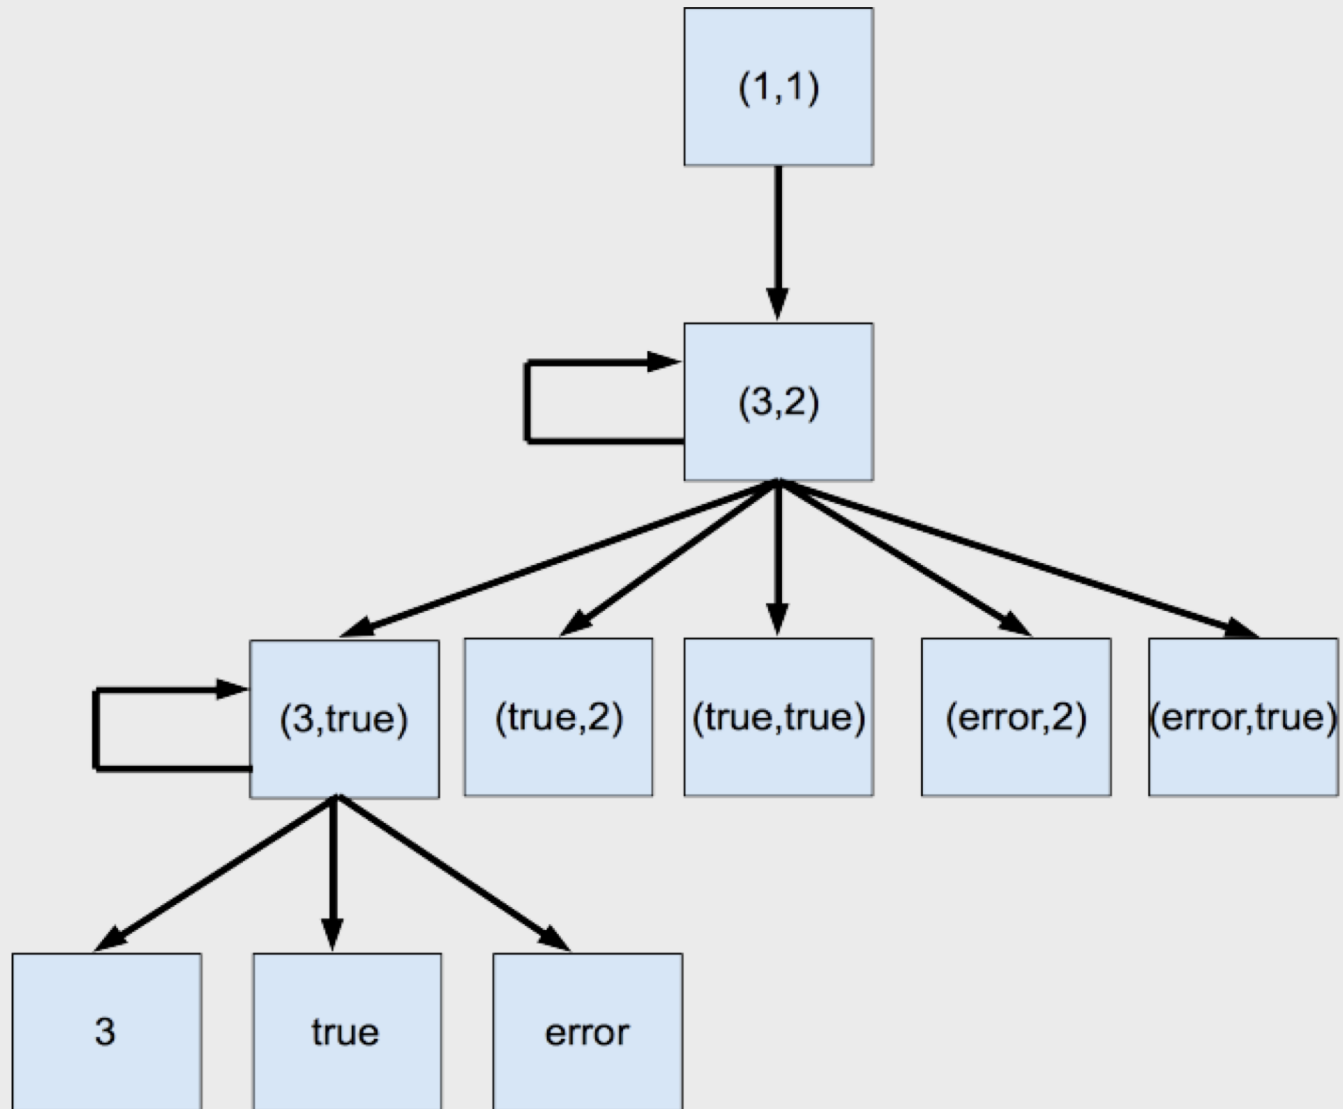 (1,1)
(3,2)
(3,true)
(true,2)
(true,true)
(error,2)
(error,true)
3
true
error